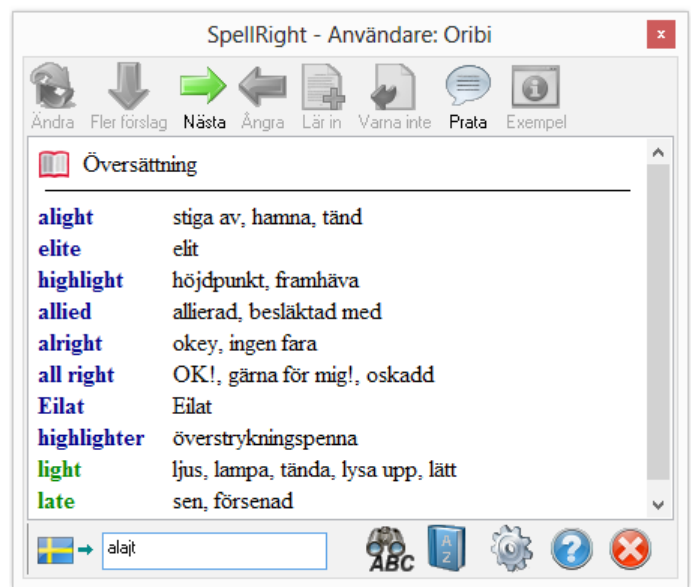 SpellRight - Användare: Oribi
x
Ändra Fler förslag Nästa Ångra Lär in Varna inte Prata Exempel
Översättning
alight stiga av, hamna, tänd
elite elit
highlight höjdpunkt, framhäva
allied allierad, besläktad med
alright okey, ingen fara
all right OK!, gärna för mig!, oskadd
Eilat Eilat
highlighter överstrykningspenna
light ljus, lampa, tända, lysa upp, lätt
late sen, försenad
alajt ABC A Z ?